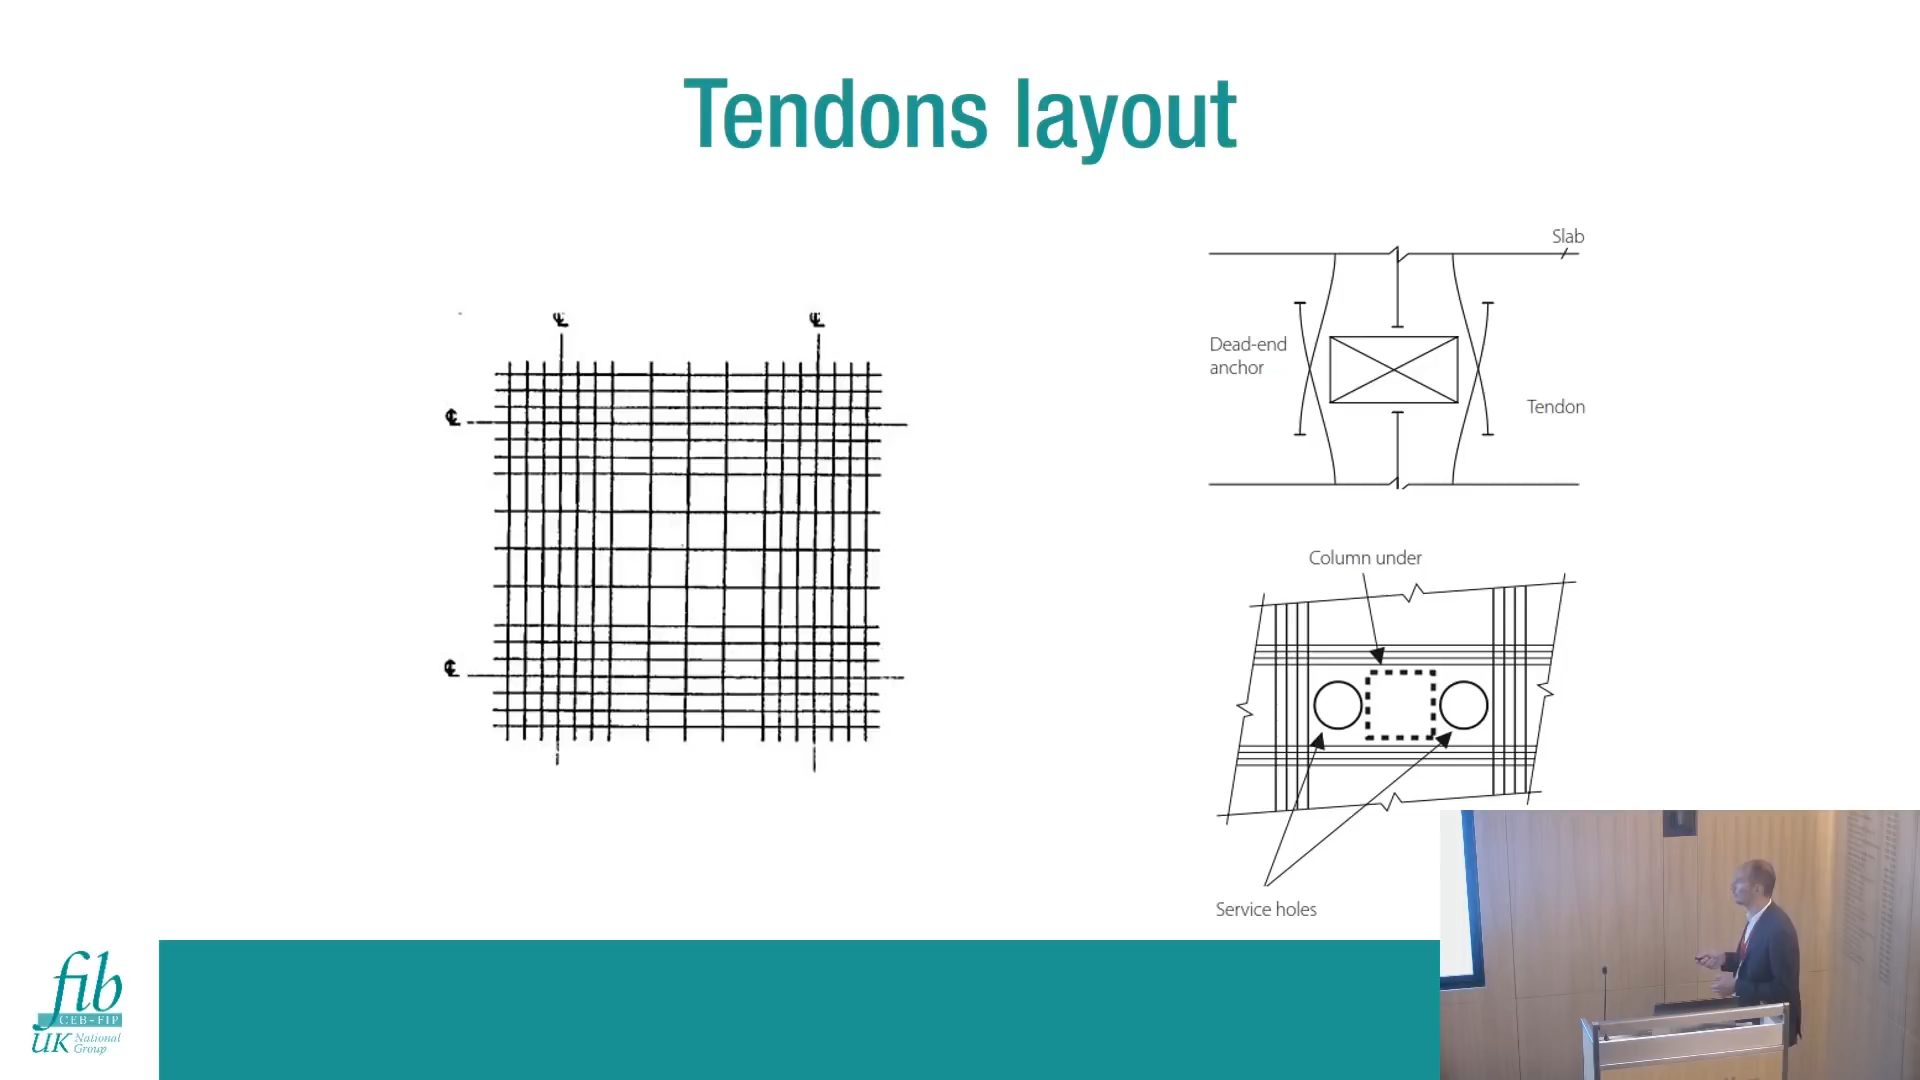 Tendons layout
℄
℄
℄
℄
Slab
Dead-end
anchor
Tendon
Column under
Service holes
fib
CEB-FIP
UK National
Group